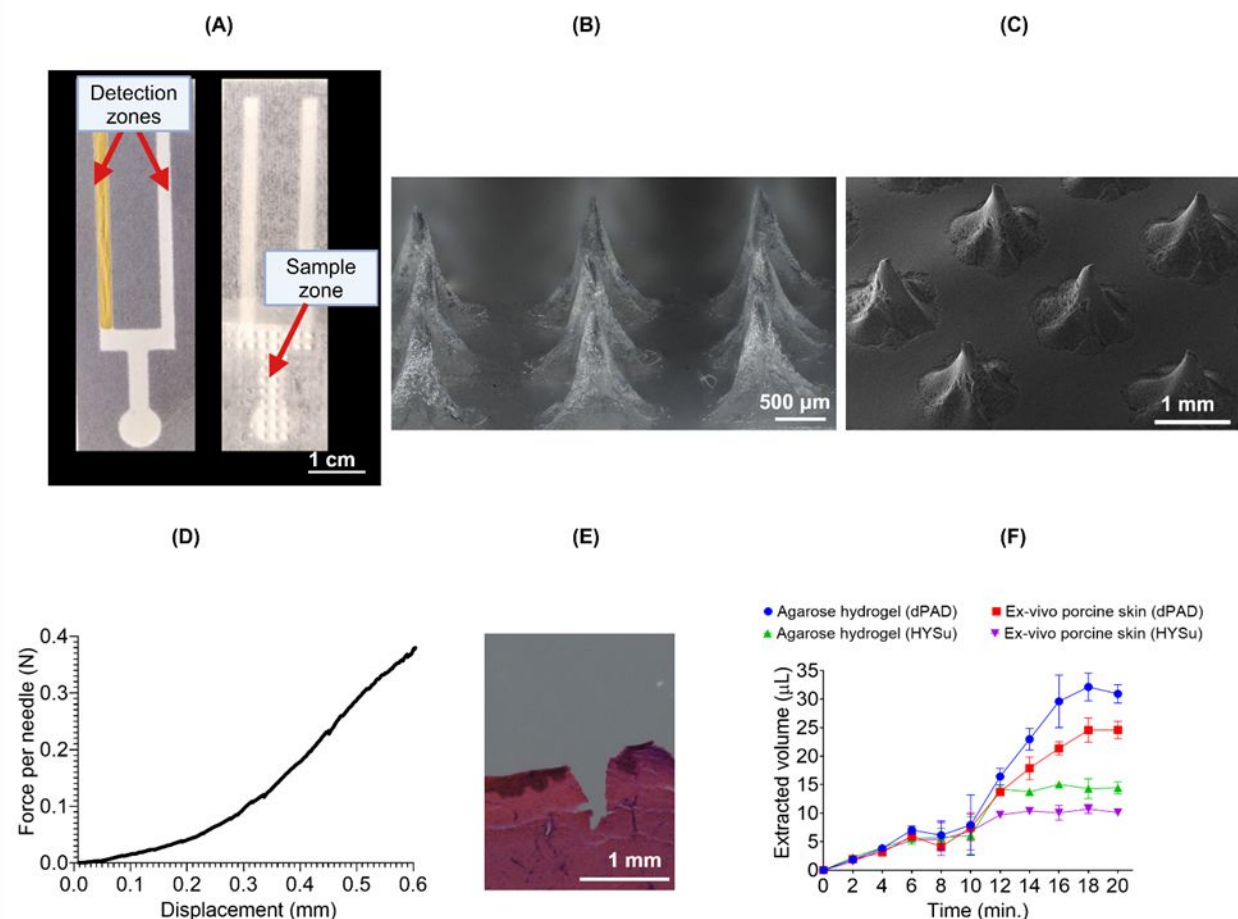 (A)
(B)
(C)
Detection
zones
Sample
zone
1 cm
500 µm
1 mm
(D)
(E)
(F)
Force per needle (N)
0.4
0.3
0.2
0.1
0.0
0.0 0.1 0.2 0.3 0.4 0.5 0.6
Displacement (mm)
1 mm
Agarose hydrogel (dPAD) Ex-vivo porcine skin (dPAD)
Agarose hydrogel (HYSu) Ex-vivo porcine skin (HYSu)
Extracted volume (µL)
35
30
25
20
15
10
5
0
0 2 4 6 8 10 12 14 16 18 20
Time (min.)